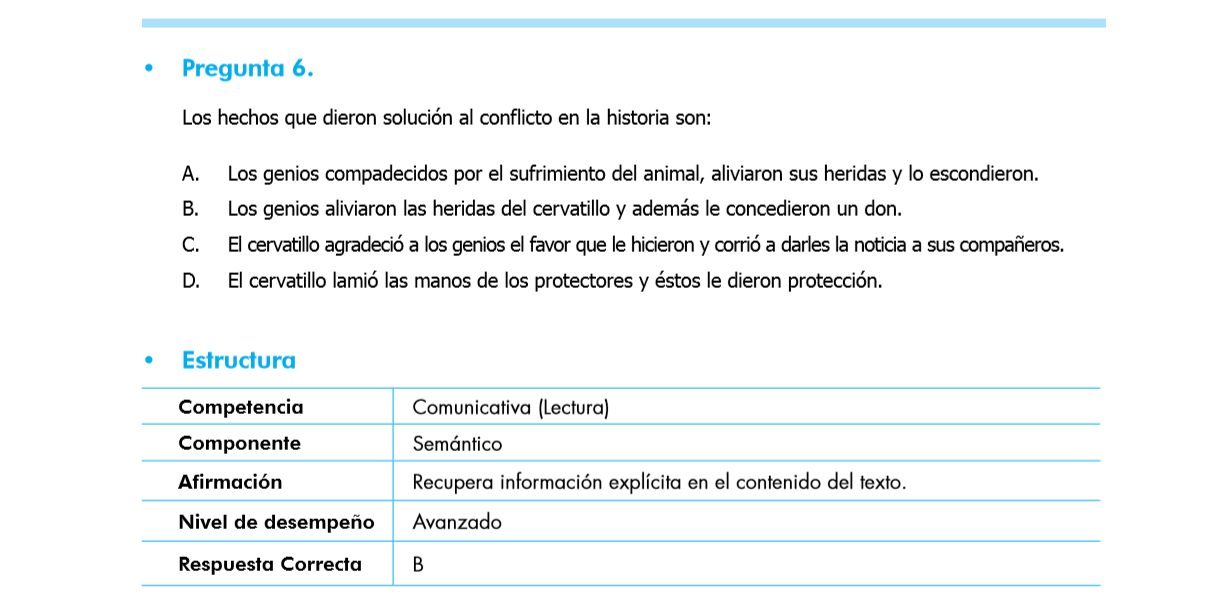 • Pregunta 6.
Los hechos que dieron solución al conflicto en la historia son:
A. Los genios compadecidos por el sufrimiento del animal, aliviaron sus heridas y lo escondieron.
B. Los genios aliviaron las heridas del cervatillo y además le concedieron un don.
C. El cervatillo agradeció a los genios el favor que le hicieron y corrió a darles la noticia a sus compañeros.
D. El cervatillo lamió las manos de los protectores y éstos le dieron protección.
• Estructura
Competencia Comunicativa (Lectura)
Componente Semántico
Afirmación Recupera información explícita en el contenido del texto.
Nivel de desempeño Avanzado
Respuesta Correcta B